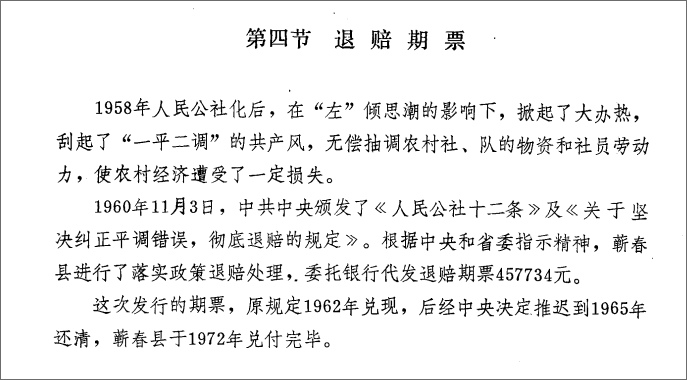 第四节 退赔期票
1958年人民公社化后，在“左”倾思潮的影响下，掀起了大办热，
刮起了“一平二调”的共产风，无偿抽调农村社、队的物资和社员劳动
力，使农村经济遭受了一定损失。
1960年11月3日，中共中央颁发了《人民公社十二条》及《关于坚
决纠正平调错误，彻底退赔的规定》。根据中央和省委指示精神，蕲春
县进行了落实政策退赔处理，委托银行代发退赔期票457734元。
这次发行的期票，原规定1962年兑现，后经中央决定推迟到1965年
还清，蕲春县于1972年兑付完毕。